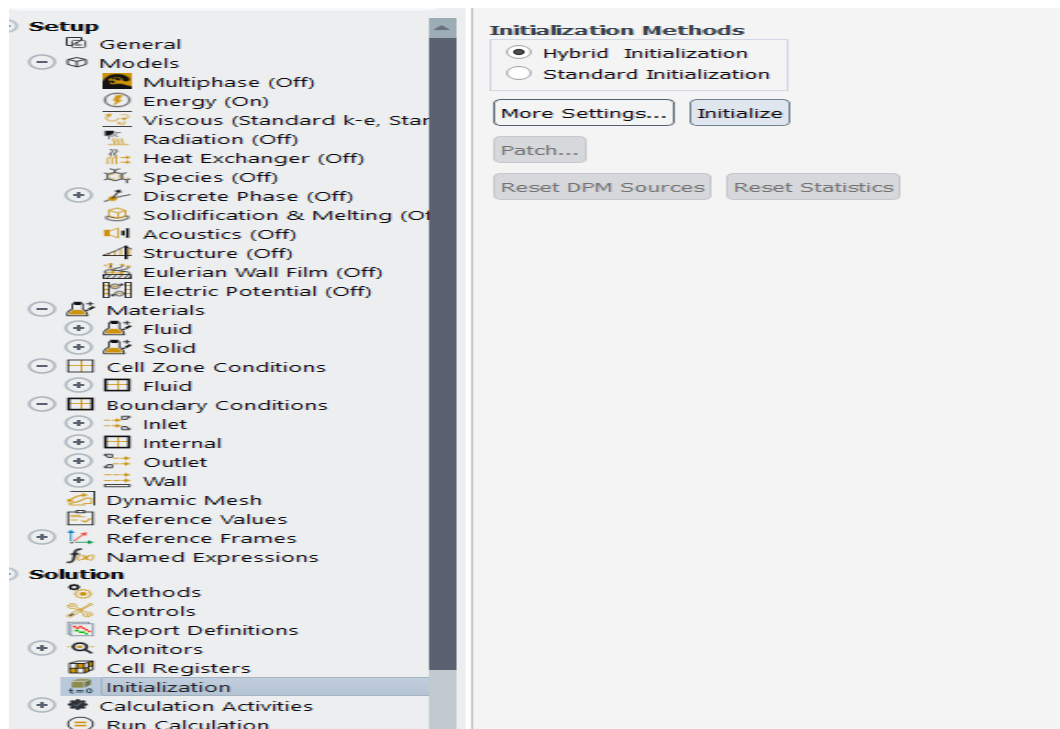 Setup
General
Models
Multiphase (Off)
Energy (On)
Viscous (Standard k-e, Star
Radiation (Off)
Heat Exchanger (Off)
Species (Off)
Discrete Phase (Off)
Solidification & Melting (Of
Acoustics (Off)
Structure (Off)
Eulerian Wall Film (Off)
Electric Potential (Off)
Materials
Fluid
Solid
Cell Zone Conditions
Fluid
Boundary Conditions
Inlet
Internal
Outlet
Wall
Dynamic Mesh
Reference Values
Reference Frames
Named Expressions
Solution
Methods
Controls
Report Definitions
Monitors
Cell Registers
t=0 Initialization
Calculation Activities
Run Calculation
Initialization Methods
Hybrid Initialization
Standard Initialization
More Settings... Initialize
Patch...
Reset DPM Sources Reset Statistics